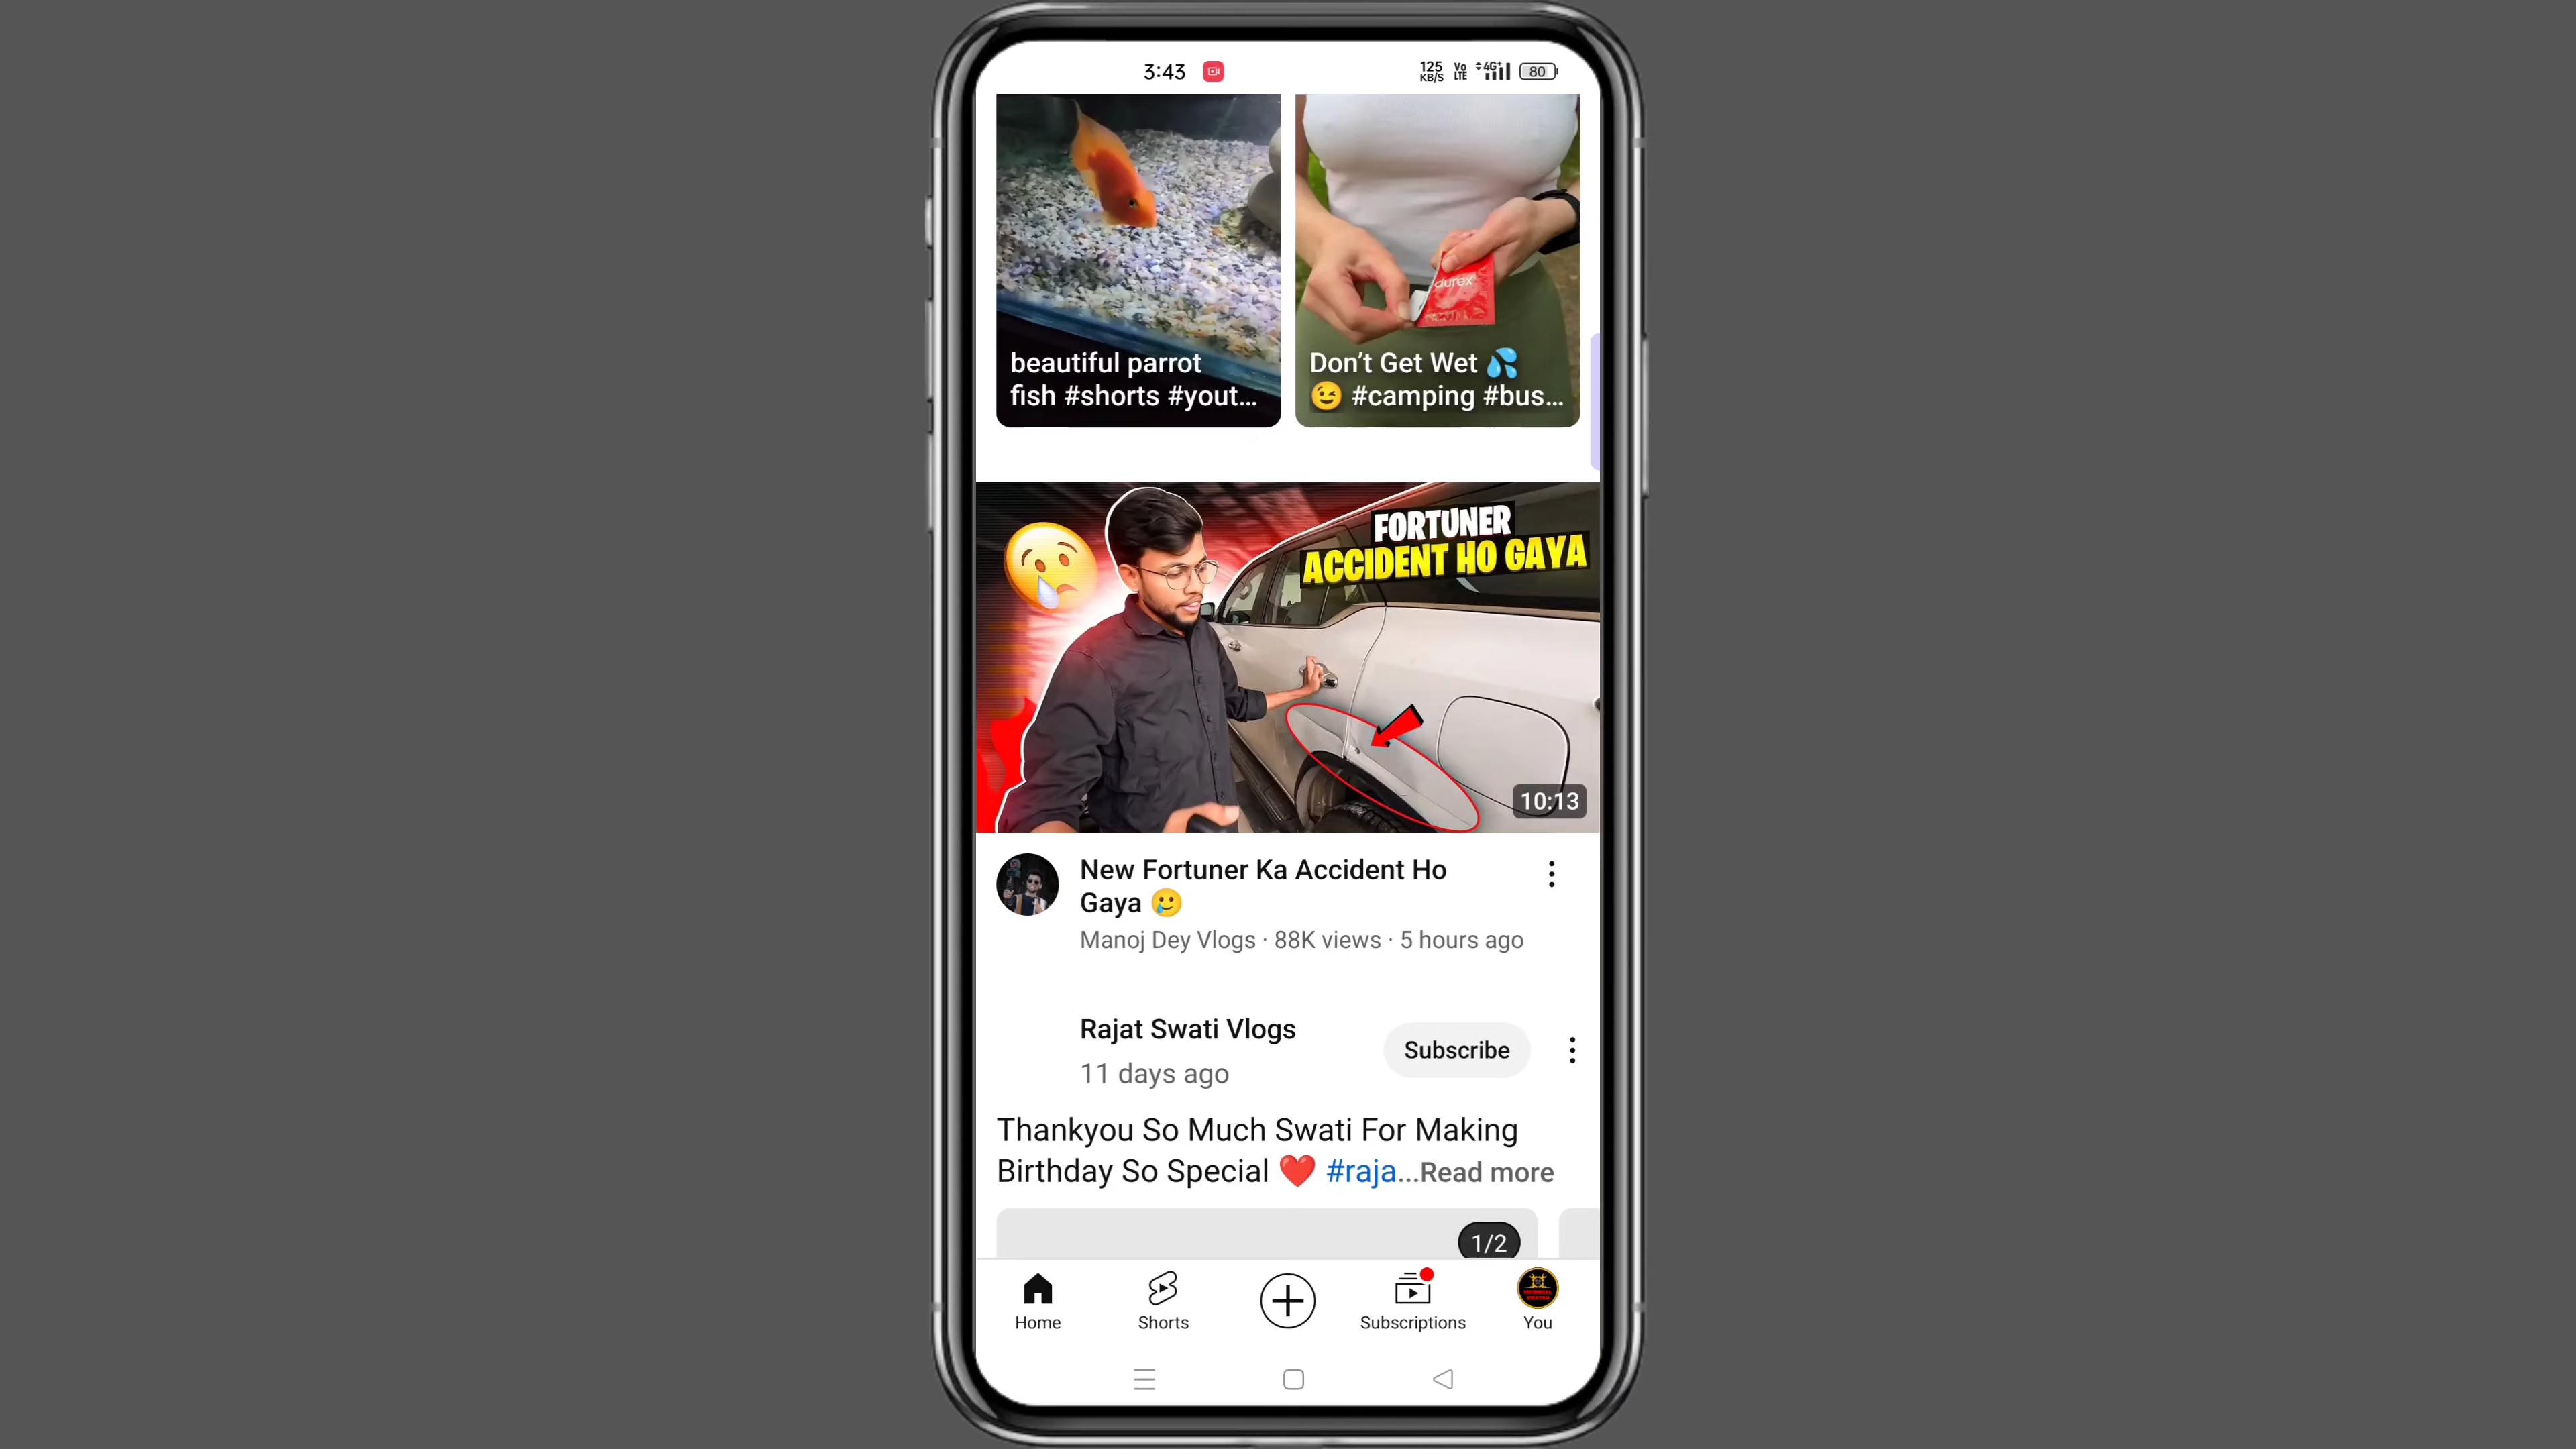 3:43
125 KB/S
Vo LTE
4G+
80
durex
beautiful parrot
fish #shorts #yout...
Don’t Get Wet 💦
😉 #camping #bus...
FORTUNER
ACCIDENT HO GAYA
10:13
New Fortuner Ka Accident Ho
Gaya 🥲
Manoj Dey Vlogs · 88K views · 5 hours ago
Rajat Swati Vlogs
Subscribe
11 days ago
Thankyou So Much Swati For Making
Birthday So Special ❤️ #raja...Read more
1/2
Home
Shorts
Subscriptions
You